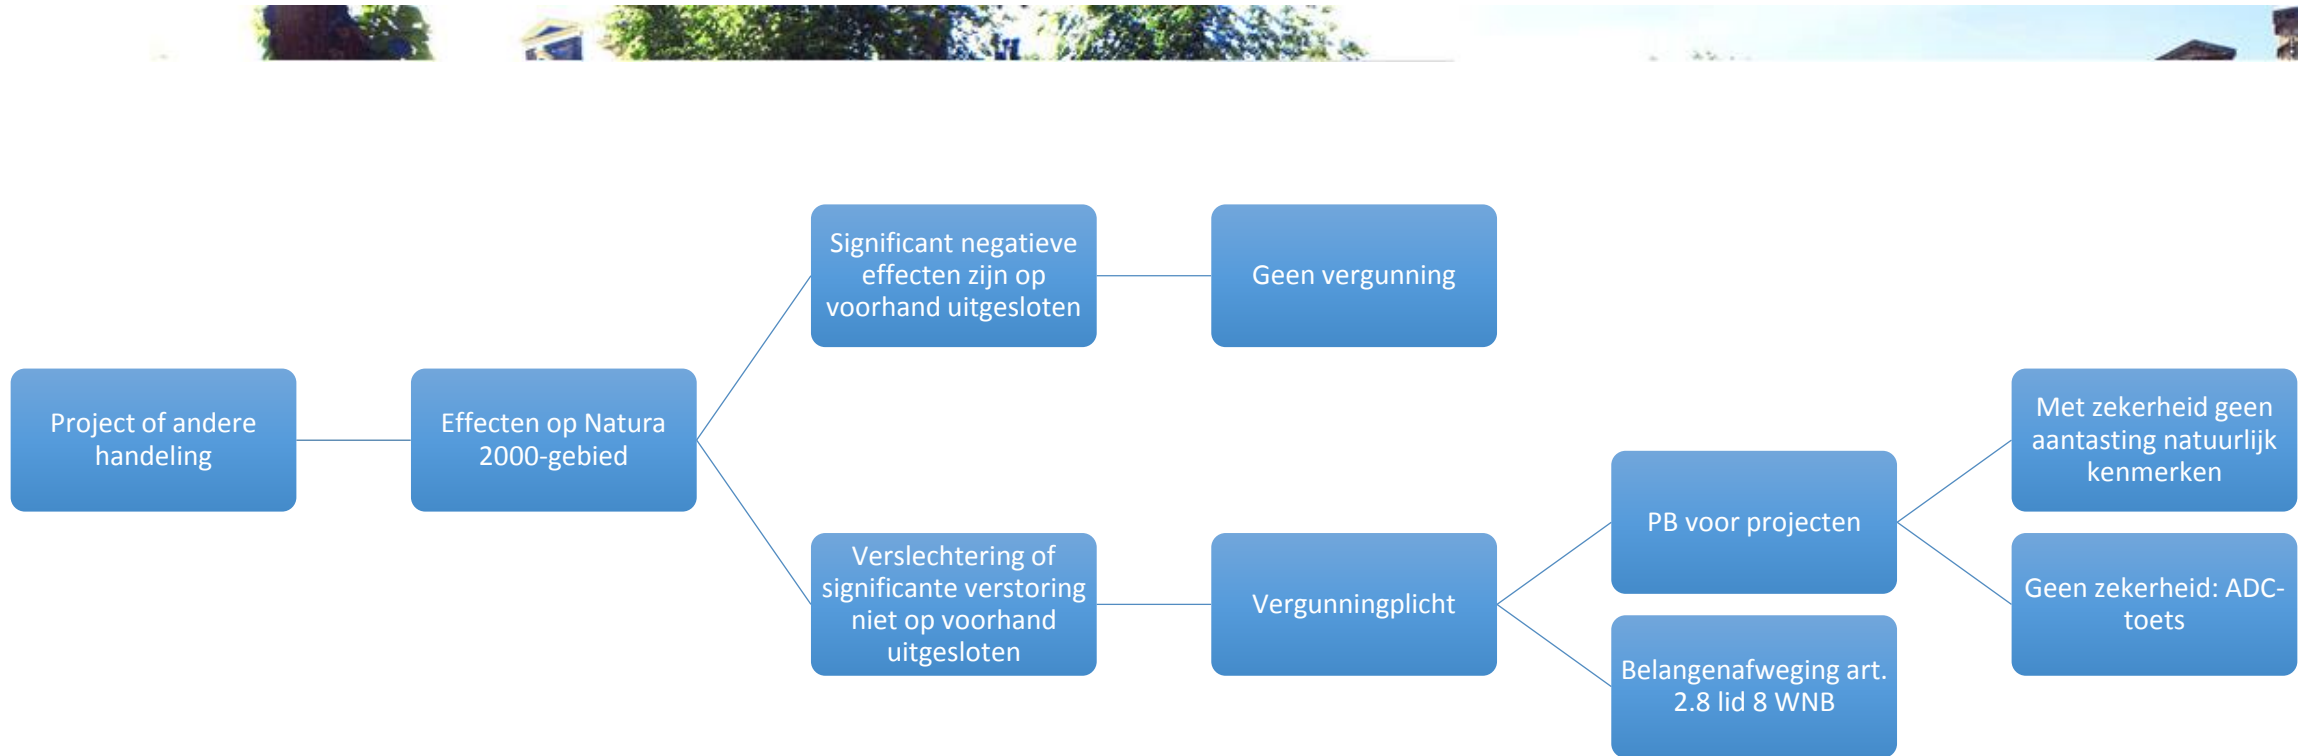 Project of andere
handeling
Effecten op Natura
2000-gebied
Significant negatieve
effecten zijn op
voorhand uitgesloten
Geen vergunning
Verslechtering of
significante verstoring
niet op voorhand
uitgesloten
Vergunningplicht
PB voor projecten
Met zekerheid geen
aantasting natuurlijk
kenmerken
Geen zekerheid: ADC-
toets
Belangenafweging art.
2.8 lid 8 WNB